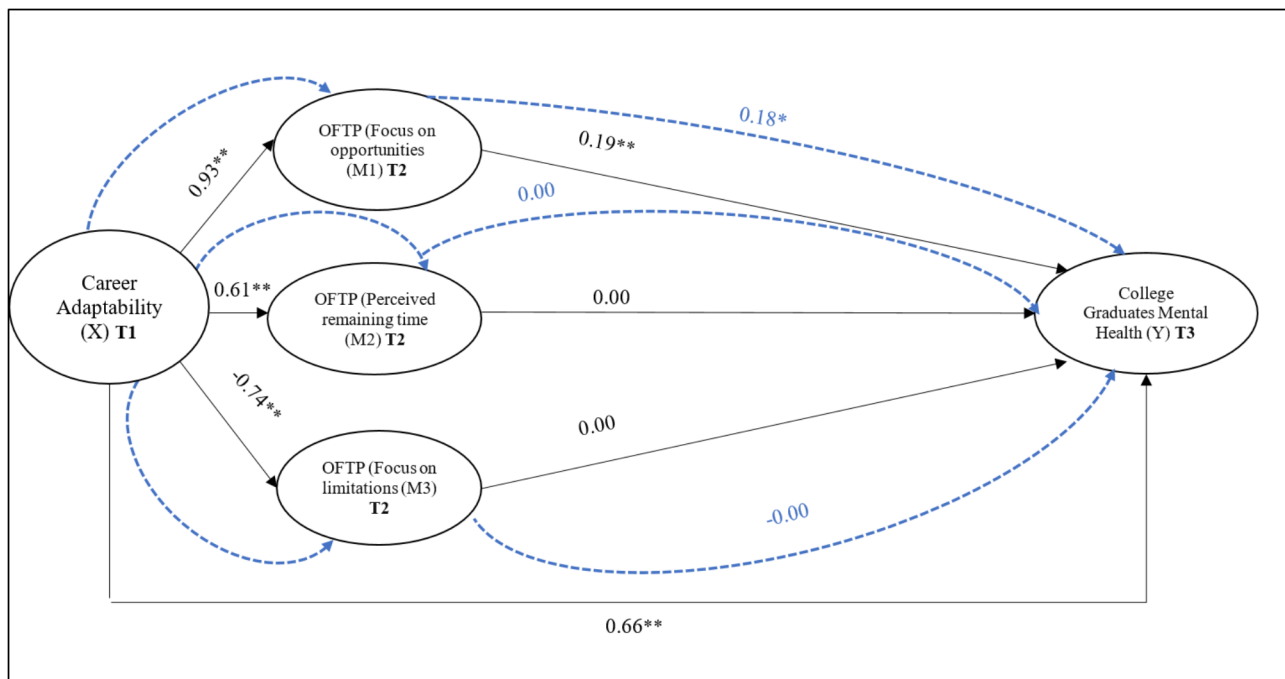 0.18*
OFTP (Focus on
opportunities
(M1) T2
0.19**
0.93**
0.00
Career
Adaptability
(X) T1
0.61**
OFTP (Perceived
remaining time
(M2) T2
0.00
College
Graduates Mental
Health (Y) T3
-0.74**
0.00
OFTP (Focus on
limitations (M3)
T2
-0.00
0.66**